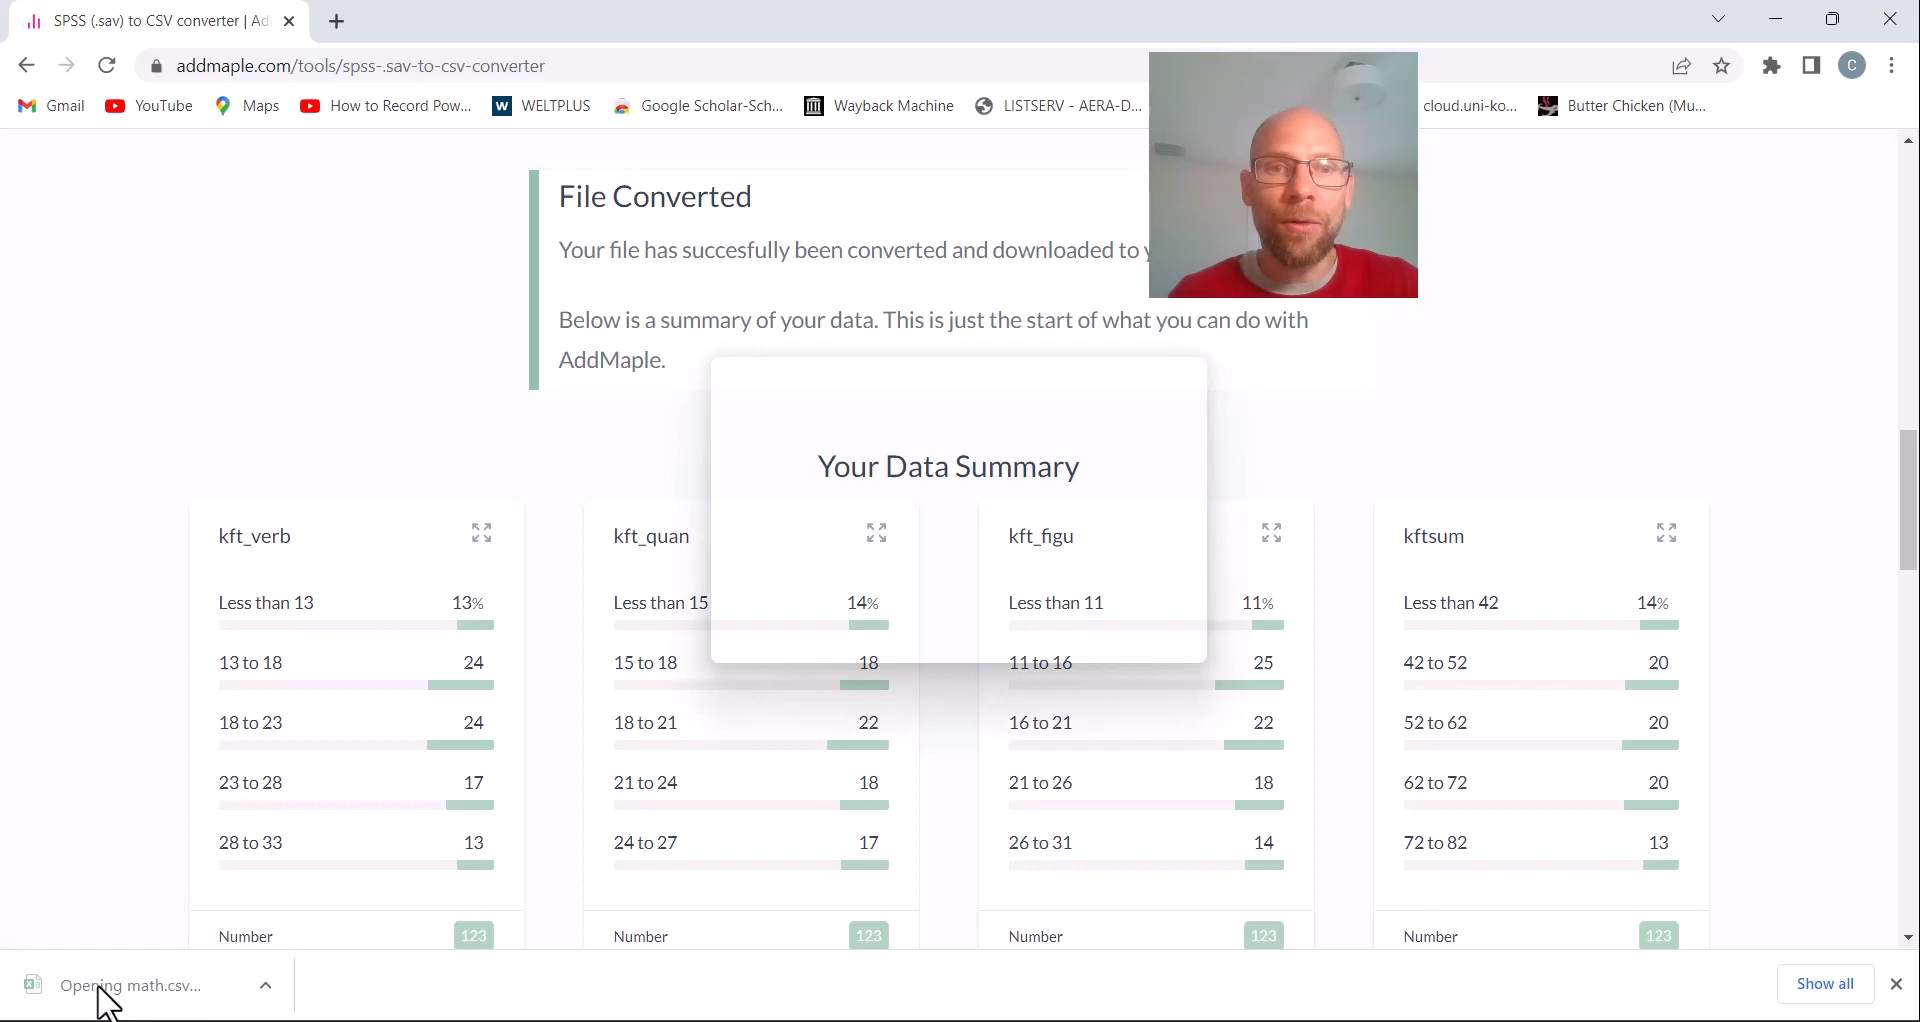 SPSS (.sav) to CSV converter | Ad
addmaple.com/tools/spss-.sav-to-csv-converter
C
Gmail
YouTube
Maps
How to Record Pow...
W WELTPLUS
Google Scholar-Sch...
Wayback Machine
LISTSERV - AERA-D...
cloud.uni-ko...
Butter Chicken (Mu...
File Converted
Your file has succesfully been converted and downloaded to
Below is a summary of your data. This is just the start of what you can do with
AddMaple.
Your Data Summary
kft_verb
Less than 13 13%
13 to 18 24
18 to 23 24
23 to 28 17
28 to 33 13
Number 123
kft_quan
Less than 15 14%
15 to 18 18
18 to 21 22
21 to 24 18
24 to 27 17
Number 123
kft_figu
Less than 11 11%
11 to 16 25
16 to 21 22
21 to 26 18
26 to 31 14
Number 123
kftsum
Less than 42 14%
42 to 52 20
52 to 62 20
62 to 72 20
72 to 82 13
Number 123
Opening math.csv...
Show all